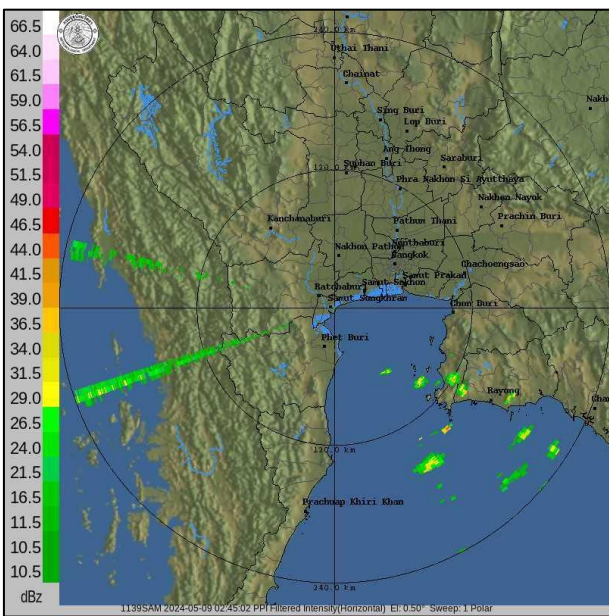 66.5
64.0
61.5
59.0
56.5
54.0
51.5
49.0
46.5
44.0
41.5
39.0
36.5
34.0
31.5
29.0
26.5
24.0
21.5
16.5
11.5
10.5
10.5
dBz
240.0 km
Uthai Thani
Chainat
Sing Buri
Lop Buri
Ang Thong
120.0 km
Suphan Buri
Saraburi
Phra Nakhon Si Ayutthaya
Nakhon Nayok
Prachin Buri
Kanchanaburi
Pathum Thani
Nonthaburi
Nakhon Pathom
Bangkok
Chachoengsao
Samut Prakan
Samut Sakhon
Ratchaburi
Samut Songkhram
Chon Buri
Phet Buri
Rayong
120.0 km
Prachuap Khiri Khan
240.0 km
1139SAM 2024-05-09 02:45:02 PPI Filtered Intensity(Horizontal) El: 0.50° Sweep: 1 Polar